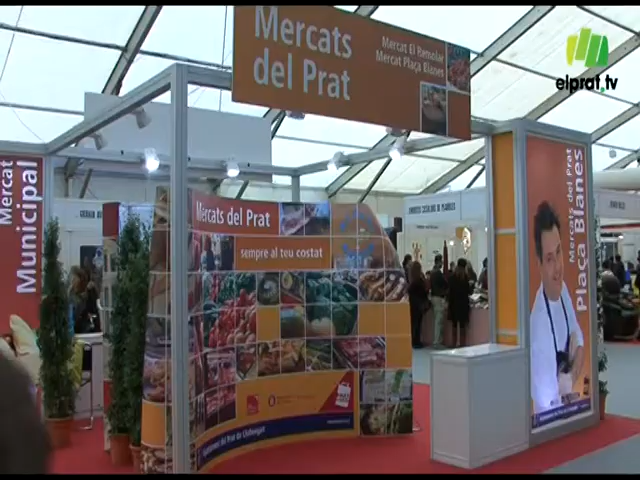 elprat.tv
Mercats
del Prat
Mercat El Remolar
Mercat Plaça Blanes
Mercat
Municipal
Mercats del Prat
sempre al teu costat
Mercats del Prat
Plaça Blanes
Ajuntament del Prat de Llobregat